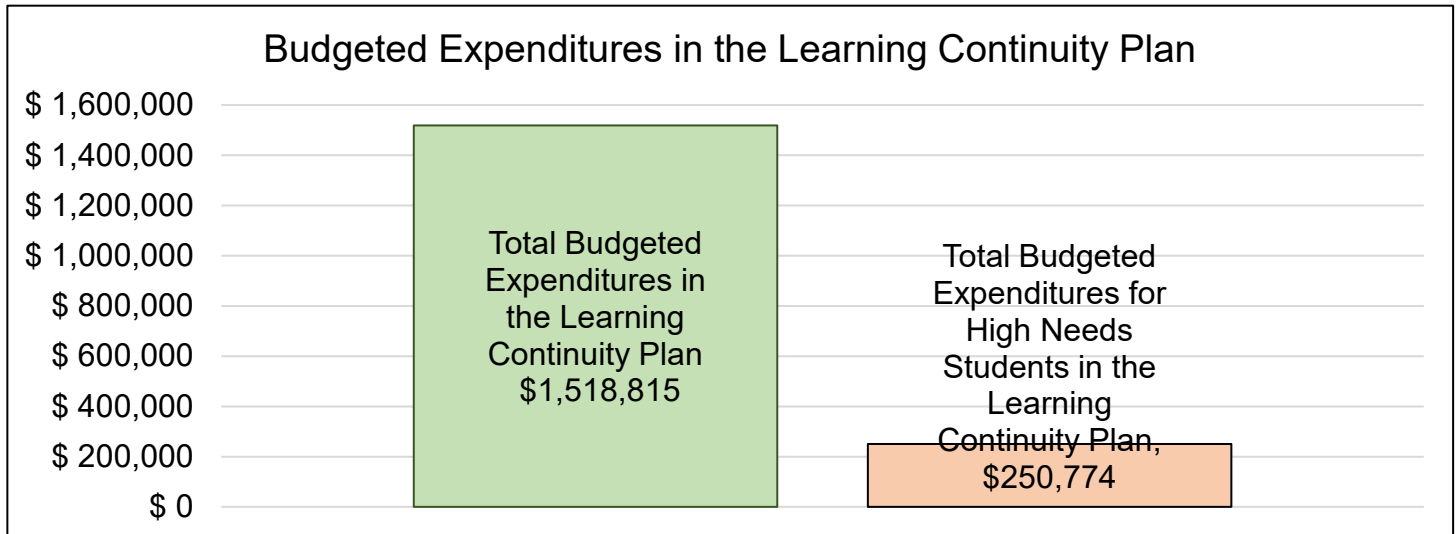 Budgeted Expenditures in the Learning Continuity Plan
$ 1,600,000
$ 1,400,000
$ 1,200,000
$ 1,000,000
$ 800,000
$ 600,000
$ 400,000
$ 200,000
$ 0
Total Budgeted
Expenditures in
the Learning
Continuity Plan
$1,518,815
Total Budgeted
Expenditures for
High Needs
Students in the
Learning
Continuity Plan,
$250,774